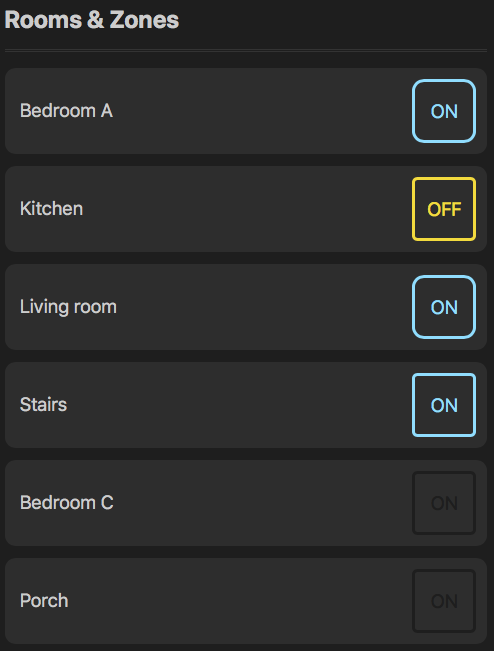 Rooms & Zones
Bedroom A
ON
Kitchen
OFF
Living room
ON
Stairs
ON
Bedroom C
ON
Porch
ON